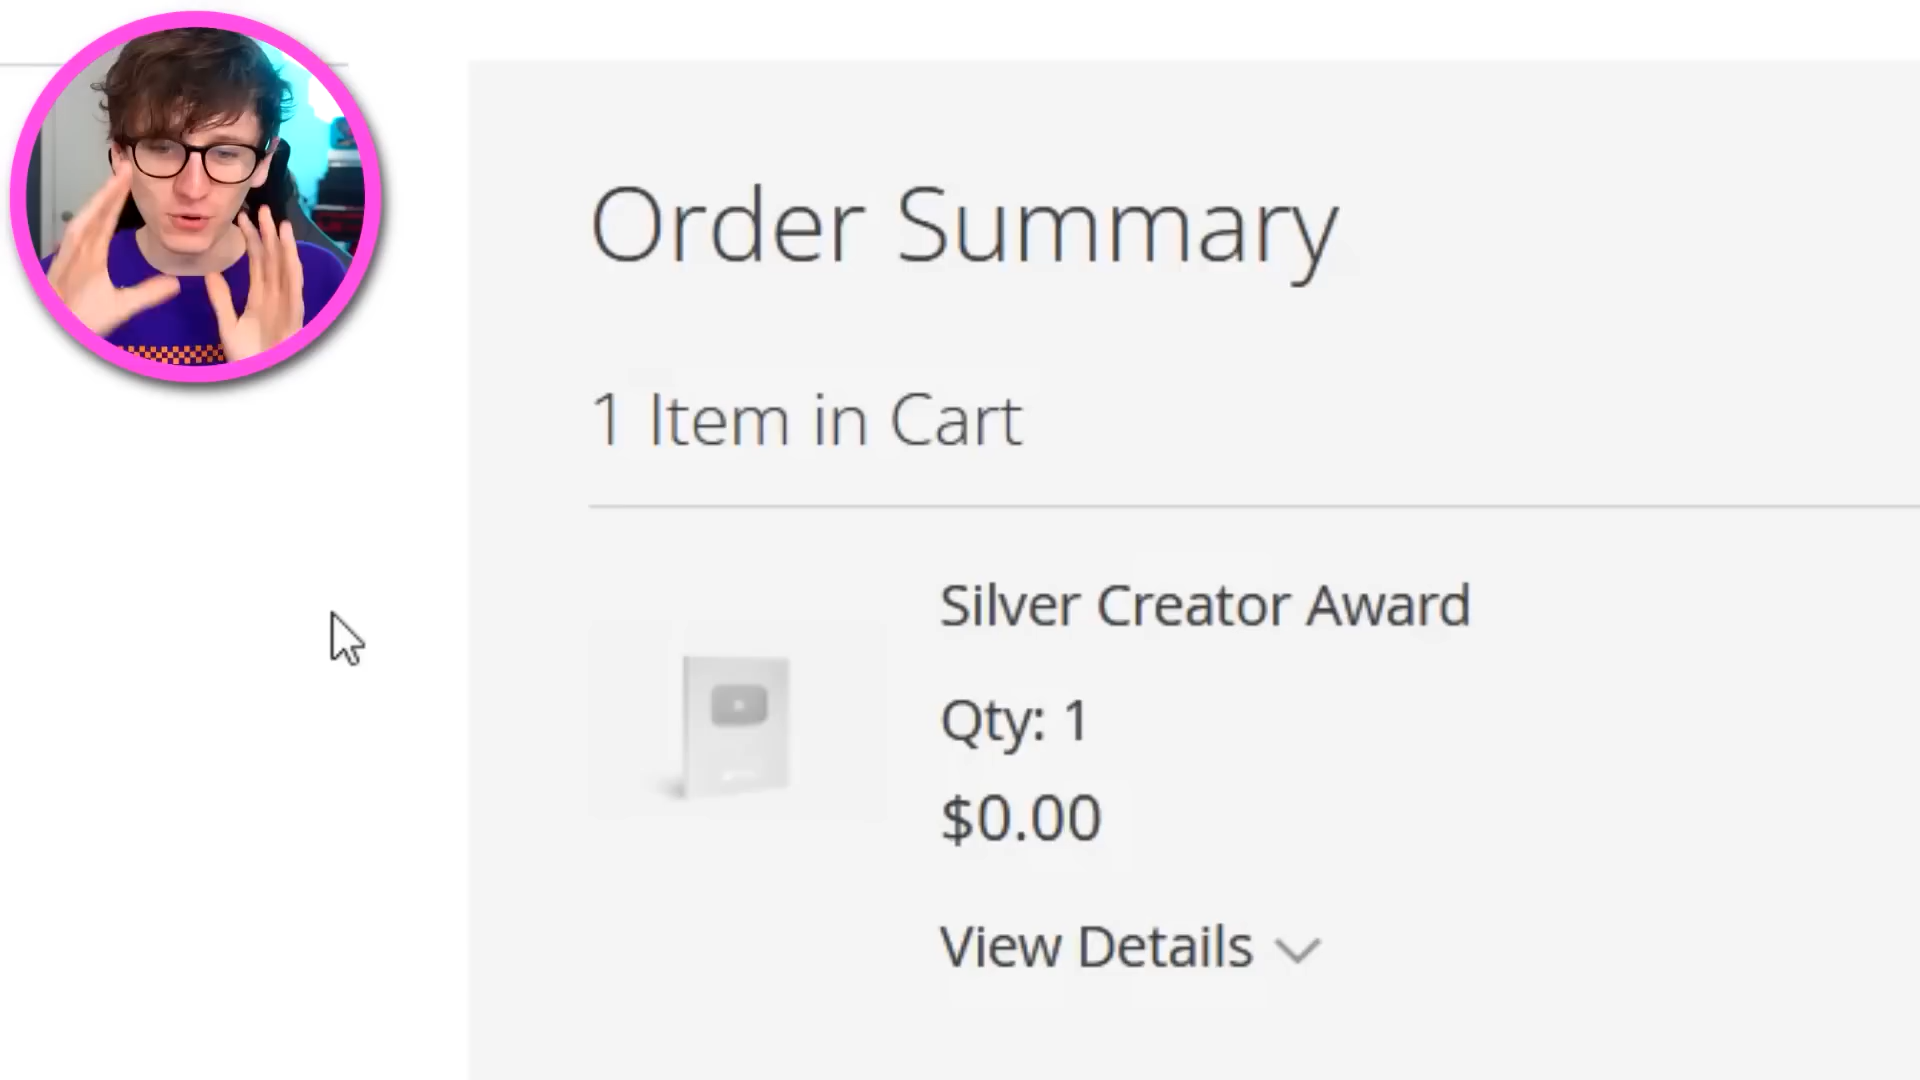 Order Summary
1 Item in Cart
Silver Creator Award
Qty: 1
$0.00
View Details